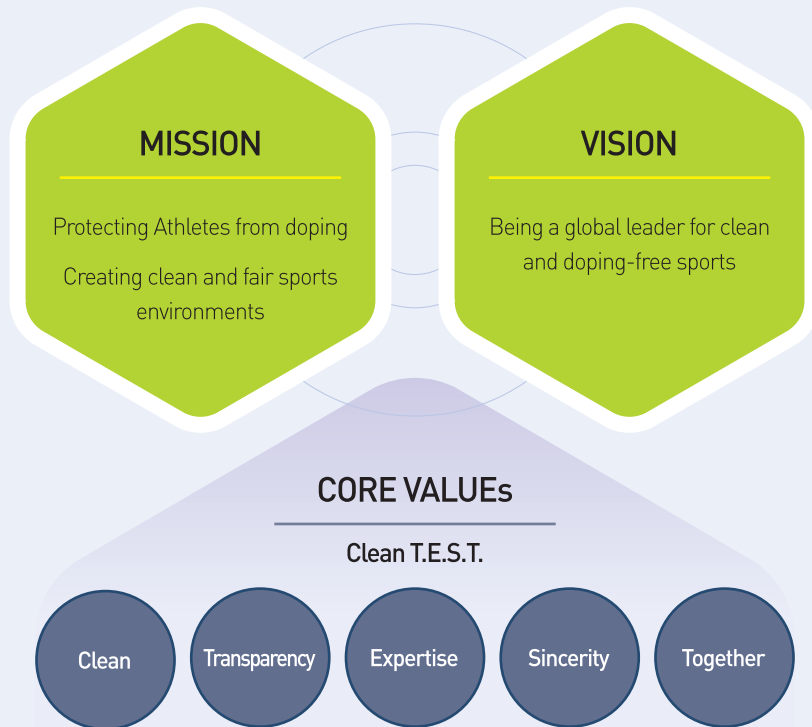 MISSION
Protecting Athletes from doping
Creating clean and fair sports
environments
VISION
Being a global leader for clean
and doping-free sports
CORE VALUEs
Clean T.E.S.T.
Clean
Transparency
Expertise
Sincerity
Together